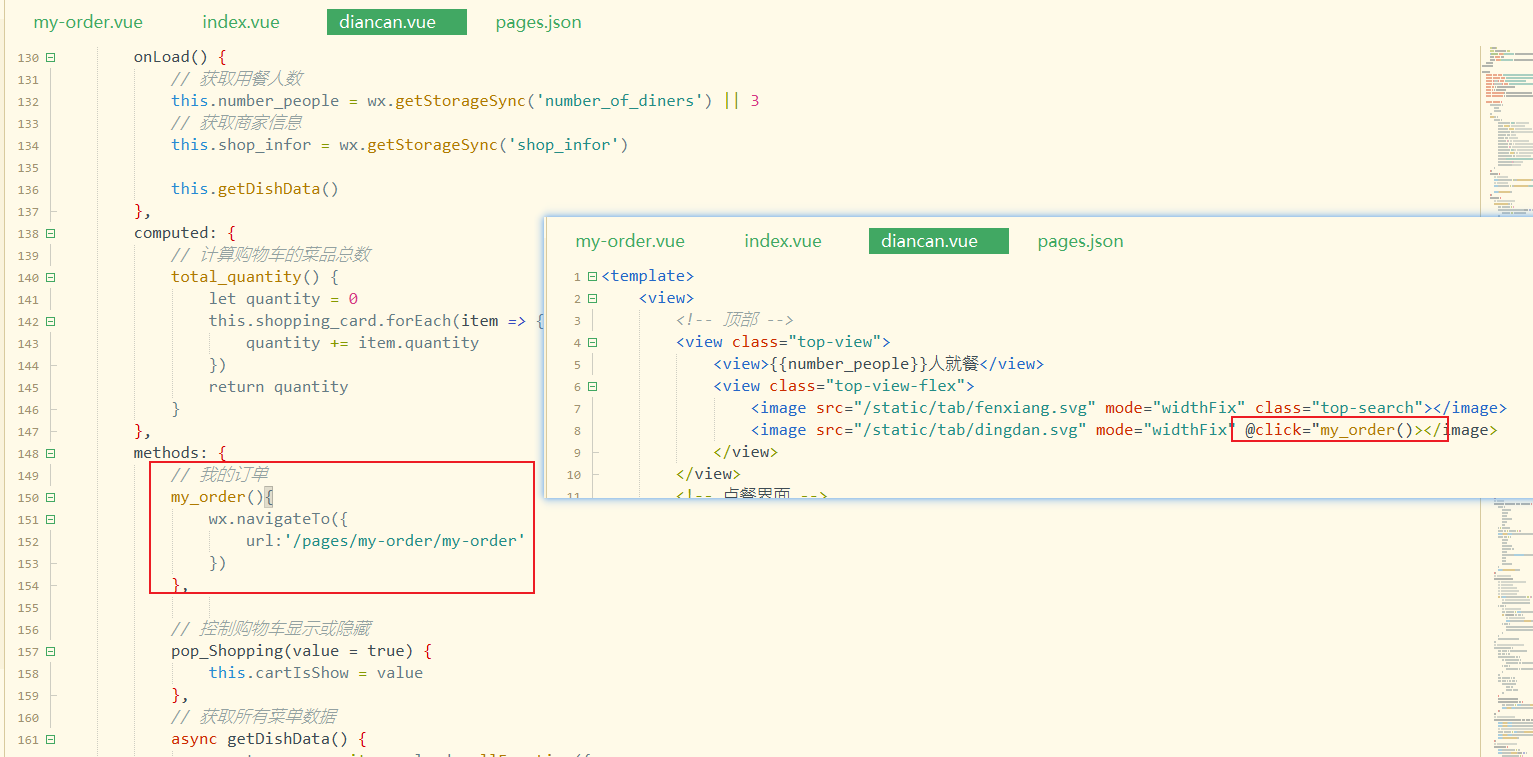 my-order.vue index.vue diancan.vue pages.json
130 onLoad() {
131 // 获取用餐人数
132 this.number_people = wx.getStorageSync('number_of_diners') || 3
133 // 获取商家信息
134 this.shop_infor = wx.getStorageSync('shop_infor')
135
136 this.getDishData()
137 },
138 computed: {
139 // 计算购物车的菜品总数
140 total_quantity() {
141 let quantity = 0
142 this.shopping_card.forEach(item => {
143 quantity += item.quantity
144 })
145 return quantity
146 }
147 },
148 methods: {
149 // 我的订单
150 my_order(){
151 wx.navigateTo({
152 url:'/pages/my-order/my-order'
153 })
154 },
155
156 // 控制购物车显示或隐藏
157 pop_Shopping(value = true) {
158 this.cartIsShow = value
159 },
160 // 获取所有菜单数据
161 async getDishData() {
my-order.vue index.vue diancan.vue pages.json
1 <template>
2 <view>
3 <!-- 顶部 -->
4 <view class="top-view">
5 <view>{{number_people}}人就餐</view>
6 <view class="top-view-flex">
7 <image src="/static/tab/fenxiang.svg" mode="widthFix" class="top-search"></image>
8 <image src="/static/tab/dingdan.svg" mode="widthFix" @click="my_order()></image>
9 </view>
10 </view>
11 <!-- 点餐界面 -->